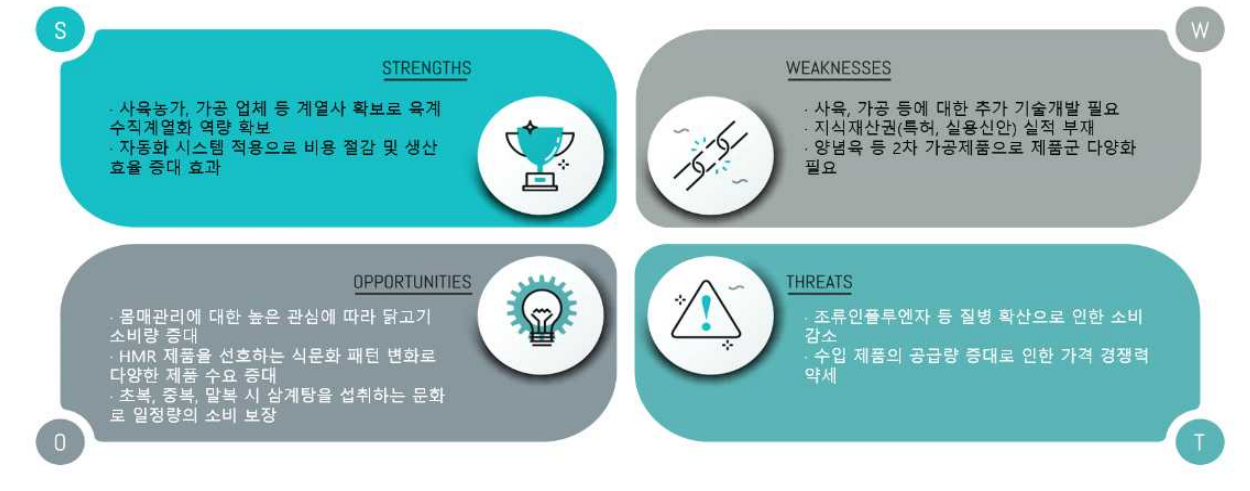 S
STRENGTHS
· 사육농가, 가공 업체 등 계열사 확보로 육계
수직계열화 역량 확보
· 자동화 시스템 적용으로 비용 절감 및 생산
효율 증대 효과
W
WEAKNESSES
· 사육, 가공 등에 대한 추가 기술개발 필요
· 지식재산권(특허, 실용신안) 실적 부재
· 양념육 등 2차 가공제품으로 제품군 다양화
필요
OPPORTUNITIES
· 몸매관리에 대한 높은 관심에 따라 닭고기
소비량 증대
· HMR 제품을 선호하는 식문화 패턴 변화로
다양한 제품 수요 증대
· 초복, 중복, 말복 시 삼계탕을 섭취하는 문화
로 일정량의 소비 보장
O
THREATS
· 조류인플루엔자 등 질병 확산으로 인한 소비
감소
· 수입 제품의 공급량 증대로 인한 가격 경쟁력
약세
T